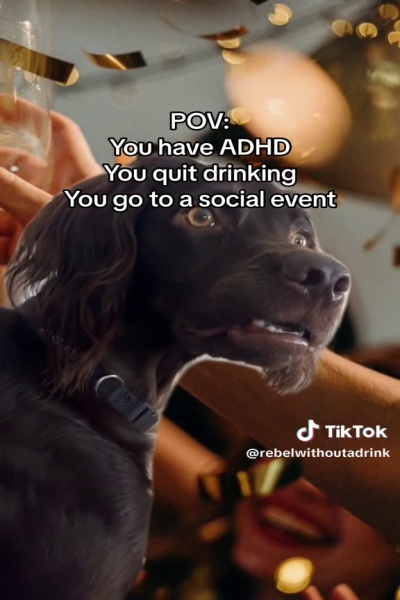 POV:
You have ADHD
You quit drinking
You go to a social event
TikTok
@rebelwithoutadrink